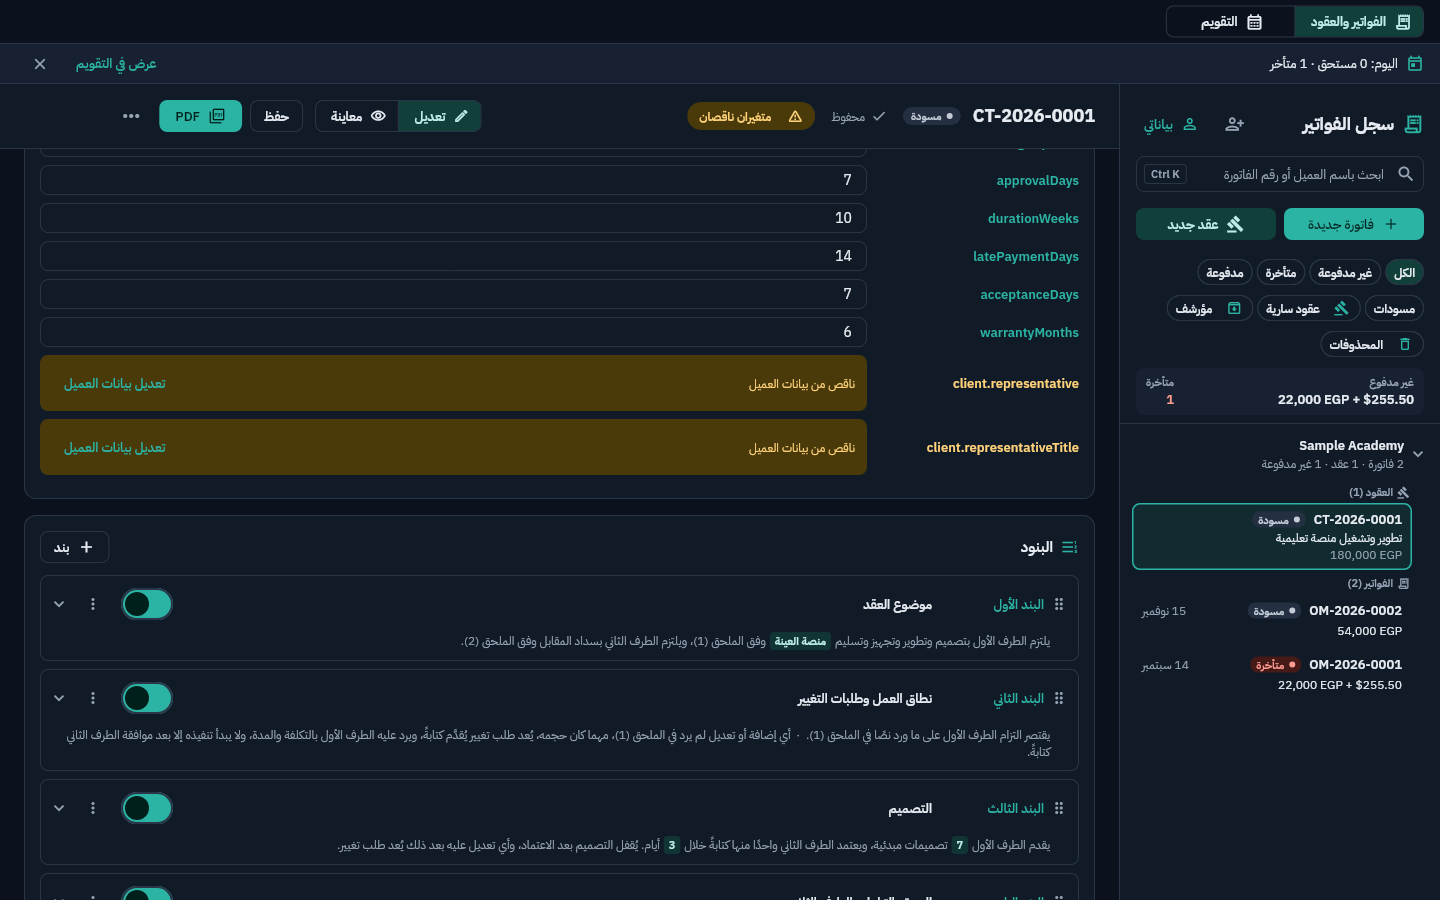 الفواتير والعقود
التقويم
اليوم: 0 مستحق · 1 متأخر
عرض في التقويم
سجل الفواتير
بياناتي
ابحث باسم العميل أو رقم الفاتورة
Ctrl K
فاتورة جديدة
عقد جديد
الكل
غير مدفوعة
متأخرة
مدفوعة
مسودات
عقود سارية
مؤرشف
المحذوفات
غير مدفوع
متأخرة
22,000 EGP + $255.50
1
Sample Academy
2 فاتورة · 1 عقد · 1 غير مدفوعة
العقود (1)
CT-2026-0001
مسودة
تطوير وتشغيل منصة تعليمية
180,000 EGP
الفواتير (2)
OM-2026-0002
مسودة
15 نوفمبر
54,000 EGP
OM-2026-0001
متأخرة
14 سبتمبر
22,000 EGP + $255.50
CT-2026-0001
مسودة
محفوظ
متغيران ناقصان
تعديل
معاينة
حفظ
PDF
approvalDays
7
durationWeeks
10
latePaymentDays
14
acceptanceDays
7
warrantyMonths
6
client.representative
ناقص من بيانات العميل
تعديل بيانات العميل
client.representativeTitle
ناقص من بيانات العميل
تعديل بيانات العميل
البنود
بند
البند الأول
موضوع العقد
يلتزم الطرف الأول بتصميم وتطوير وتجهيز وتسليم منصة العينة وفق الملحق (1)، ويلتزم الطرف الثاني بسداد المقابل وفق الملحق (2).
البند الثاني
نطاق العمل وطلبات التغيير
يقتصر التزام الطرف الأول على ما ورد نصًا في الملحق (1). · أي إضافة أو تعديل لم يرد في الملحق (1)، مهما كان حجمه، يُعد طلب تغيير يُقدَّم كتابةً، ويرد عليه الطرف الأول بالتكلفة والمدة، ولا يبدأ تنفيذه إلا بعد موافقة الطرف الثاني
كتابةً.
البند الثالث
التصميم
يقدم الطرف الأول 7 تصميمات مبدئية، ويعتمد الطرف الثاني واحدًا منها كتابةً خلال 3 أيام. يُقفل التصميم بعد الاعتماد، وأي تعديل عليه بعد ذلك يُعد طلب تغيير.